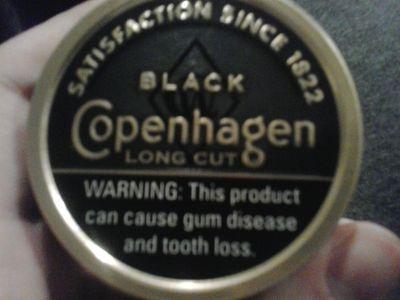 SATISFACTION SINCE 1822
BLACK
Copenhagen
LONG CUT
WARNING: This product
can cause gum disease
and tooth loss.